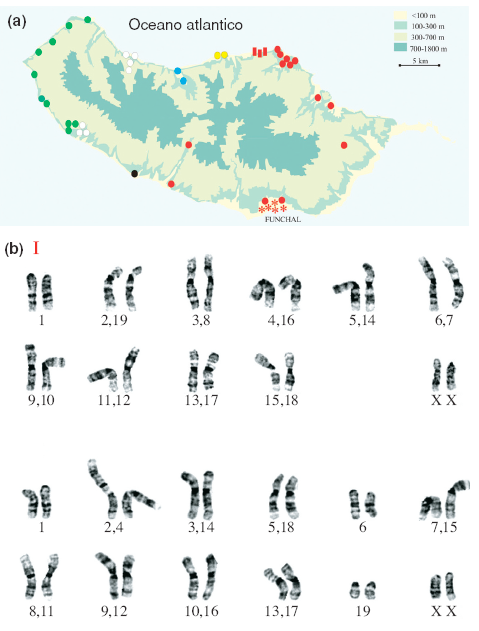 (a)
Oceano atlantico
<100 m
100-300 m
300-700 m
700-1800 m
5 km
FUNCHAL
(b) I
1 2,19 3,8 4,16 5,14 6,7
9,10 11,12 13,17 15,18 X X
1 2,4 3,14 5,18 6 7,15
8,11 9,12 10,16 13,17 19 X X